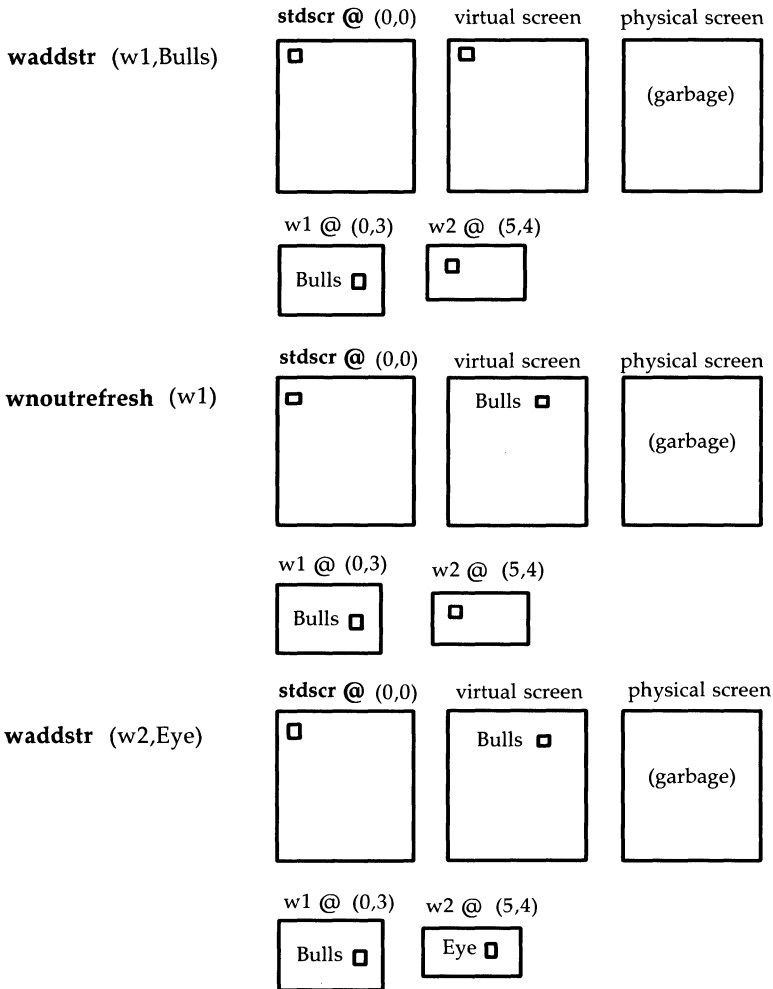 stdscr @ (0,0) virtual screen physical screen
waddstr (w1,Bulls)
(garbage)
w1 @ (0,3) w2 @ (5,4)
Bulls
stdscr @ (0,0) virtual screen physical screen
wnoutrefresh (w1)
Bulls
(garbage)
w1 @ (0,3) w2 @ (5,4)
Bulls
stdscr @ (0,0) virtual screen physical screen
waddstr (w2,Eye)
Bulls
(garbage)
w1 @ (0,3) w2 @ (5,4)
Bulls Eye